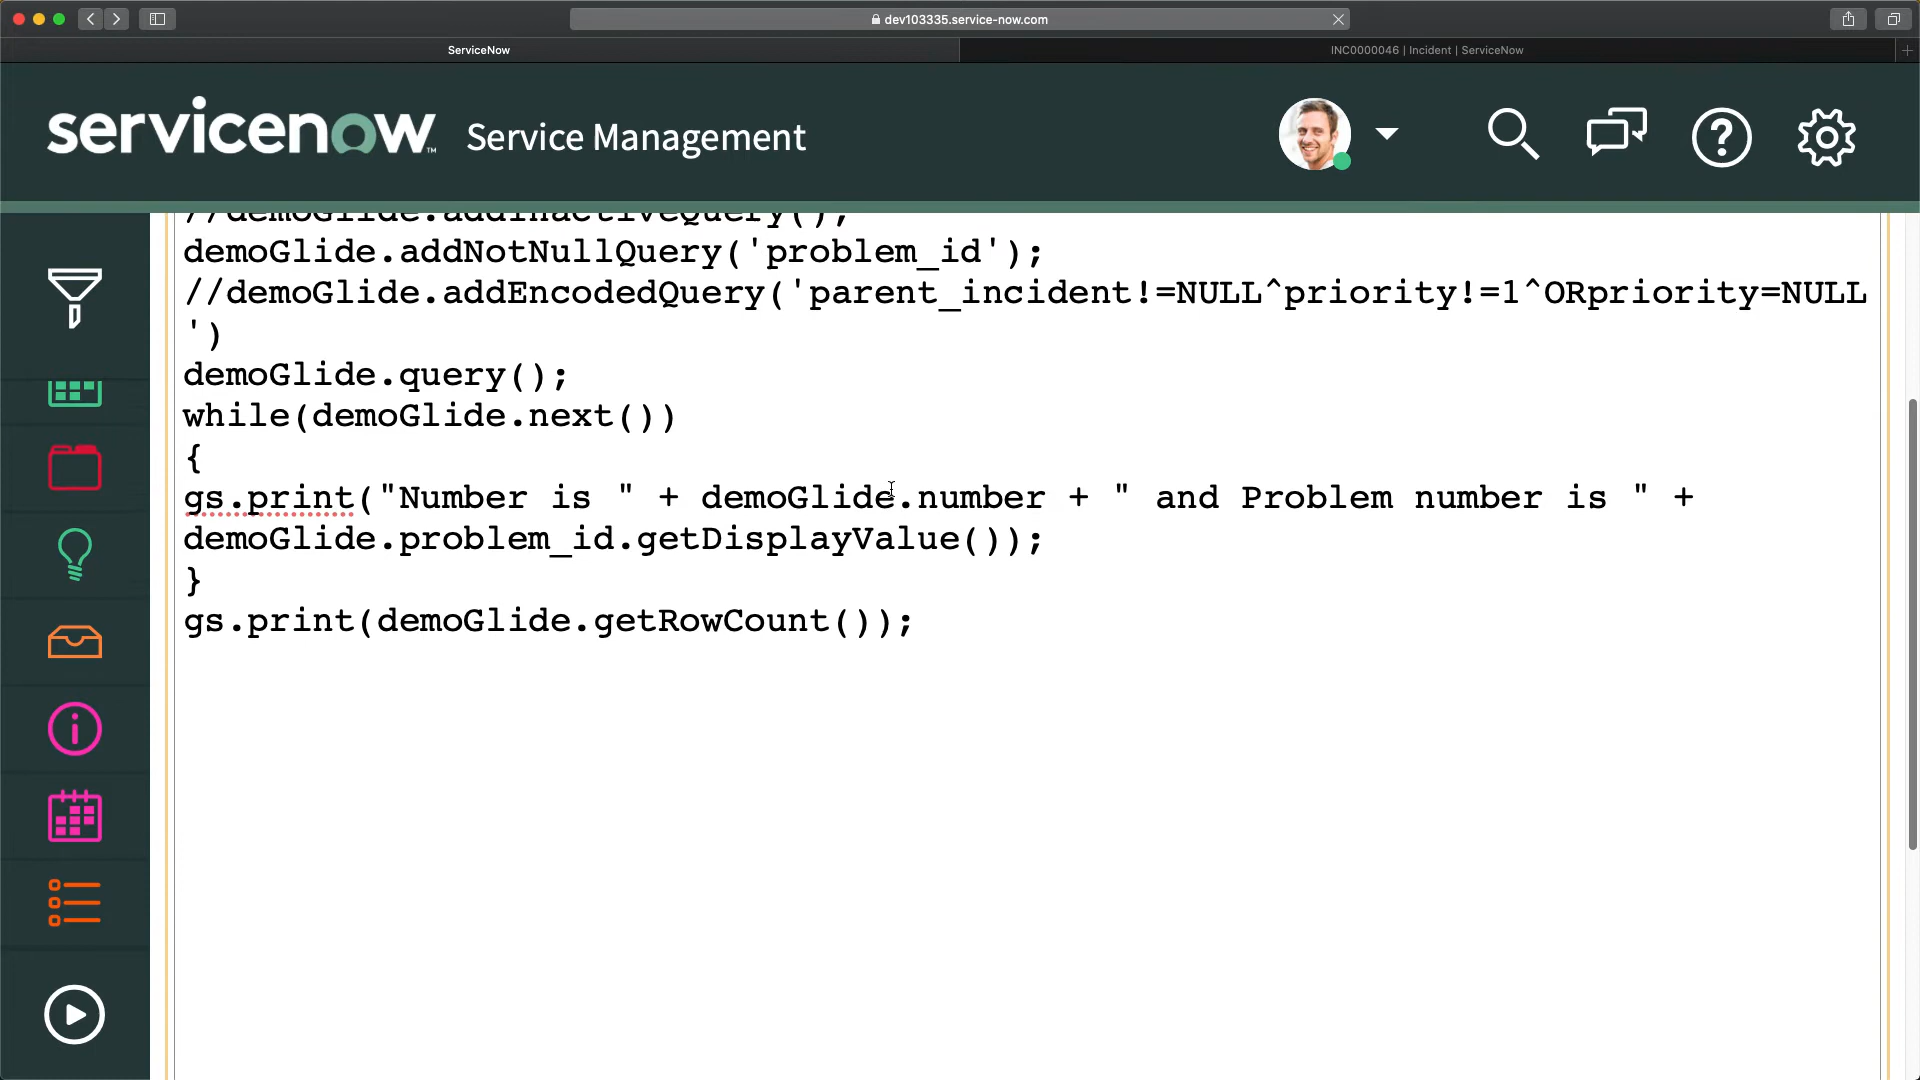 dev103335.service-now.com
ServiceNow
INC0000046 | Incident | ServiceNow
servicenow Service Management
//demoGlide.addInactiveQuery();
demoGlide.addNotNullQuery('problem_id');
//demoGlide.addEncodedQuery('parent_incident!=NULL^priority!=1^ORpriority=NULL
')
demoGlide.query();
while(demoGlide.next())
{
gs.print("Number is " + demoGlide.number + " and Problem number is " +
demoGlide.problem_id.getDisplayValue());
}
gs.print(demoGlide.getRowCount());